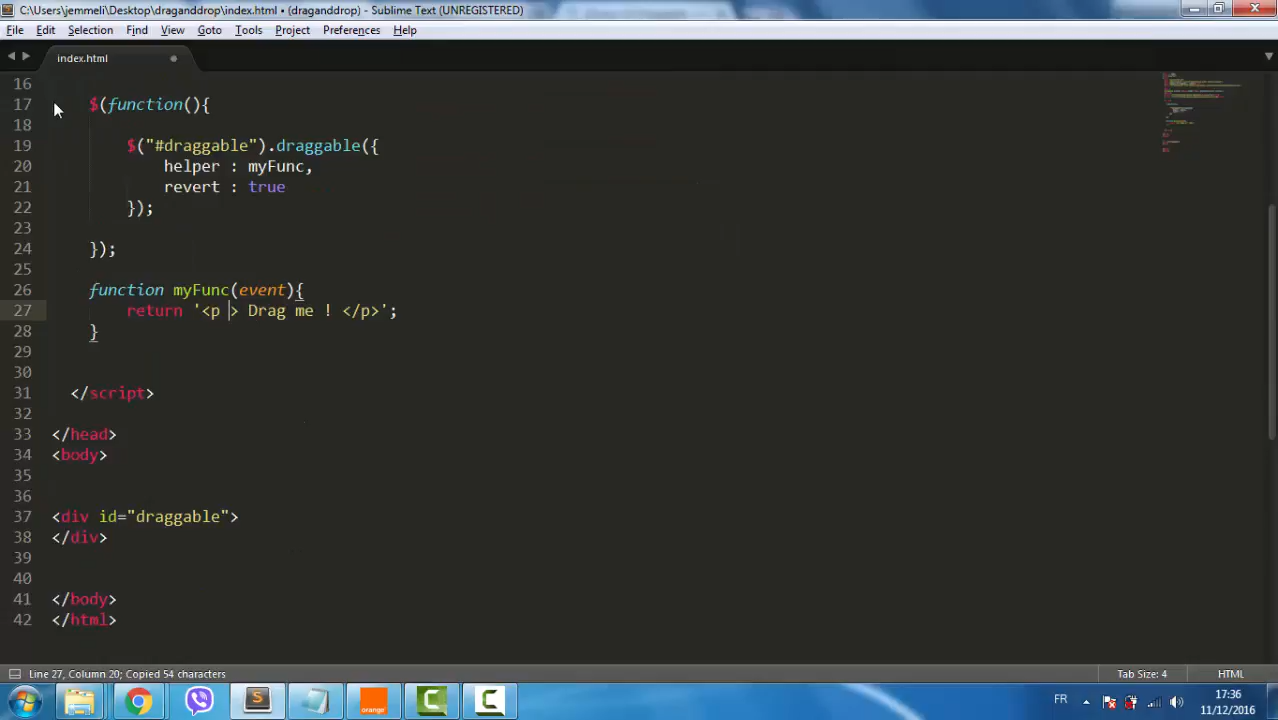 C:\Users\jemmeli\Desktop\draganddrop\index.html • (draganddrop) - Sublime Text (UNREGISTERED)
File Edit Selection Find View Goto Tools Project Preferences Help
index.html
16
17 $(function(){
18
19 $("#draggable").draggable({
20 helper : myFunc,
21 revert : true
22 });
23
24 });
25
26 function myFunc(event){
27 return '<p > Drag me ! </p>';
28 }
29
30
31 </script>
32
33 </head>
34 <body>
35
36
37 <div id="draggable">
38 </div>
39
40
41 </body>
42 </html>
Line 27, Column 20; Copied 54 characters
Tab Size: 4 HTML
orange
FR 17:36
11/12/2016